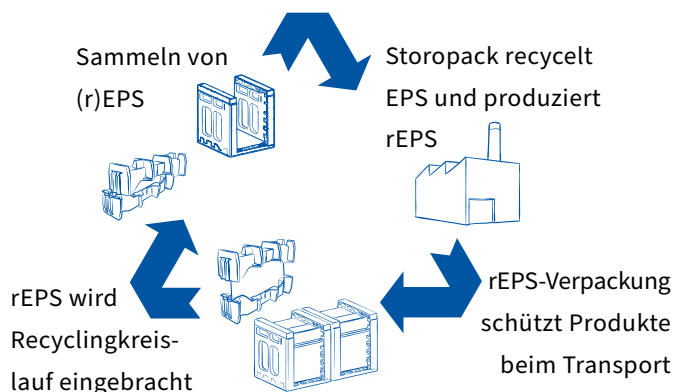 Sammeln von
(r)EPS
Storopack recycelt
EPS und produziert
rEPS
rEPS-Verpackung
schützt Produkte
beim Transport
rEPS wird
Recyclingkreis-
lauf eingebracht